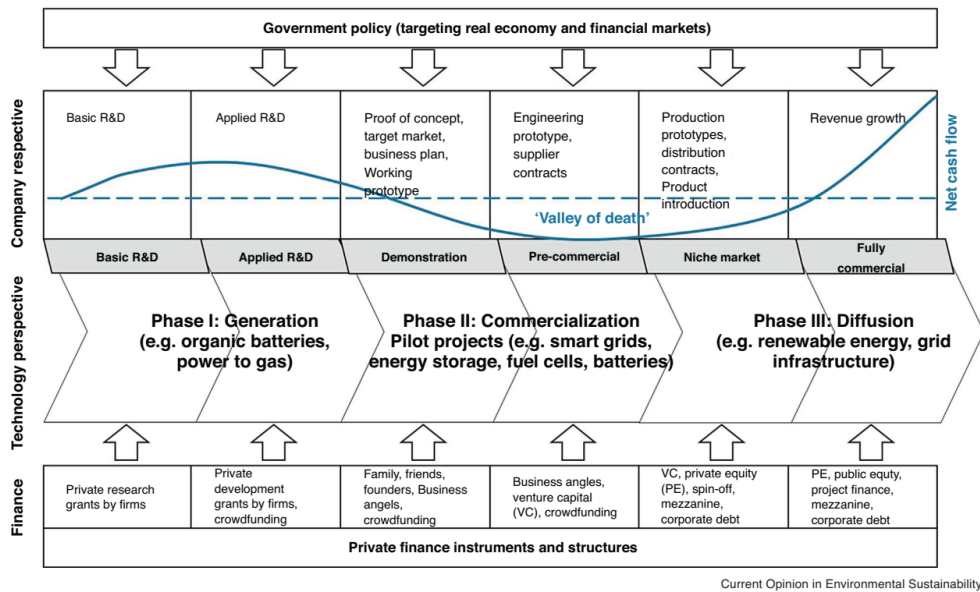 Government policy (targeting real economy and financial markets)
Company respective
Basic R&D
Applied R&D
Proof of concept,
target market,
business plan,
Working
prototype
Engineering
prototype,
supplier
contracts
Production
prototypes,
distribution
contracts,
Product
introduction
Revenue growth
Net cash flow
'Valley of death'
Basic R&D
Applied R&D
Demonstration
Pre-commercial
Niche market
Fully
commercial
Technology perspective
Phase I: Generation
(e.g. organic batteries,
power to gas)
Phase II: Commercialization
Pilot projects (e.g. smart grids,
energy storage, fuel cells, batteries)
Phase III: Diffusion
(e.g. renewable energy, grid
infrastructure)
Finance
Private research
grants by firms
Private
development
grants by firms,
crowdfunding
Family, friends,
founders, Business
angels,
crowdfunding
Business angles,
venture capital
(VC), crowdfunding
VC, private equity
(PE), spin-off,
mezzanine,
corporate debt
PE, public equty,
project finance,
mezzanine,
corporate debt
Private finance instruments and structures
Current Opinion in Environmental Sustainability